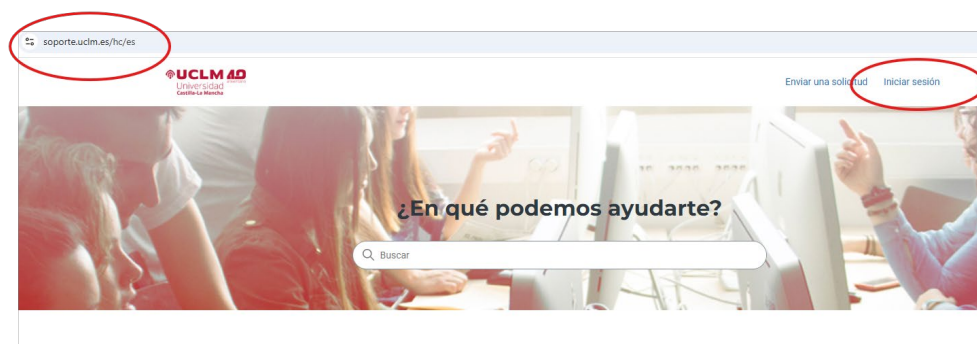 soporte.uclm.es/hc/es
UCLM 40
Universidad
Castilla-La Mancha
Enviar una solicitud Iniciar sesión
¿En qué podemos ayudarte?
Buscar